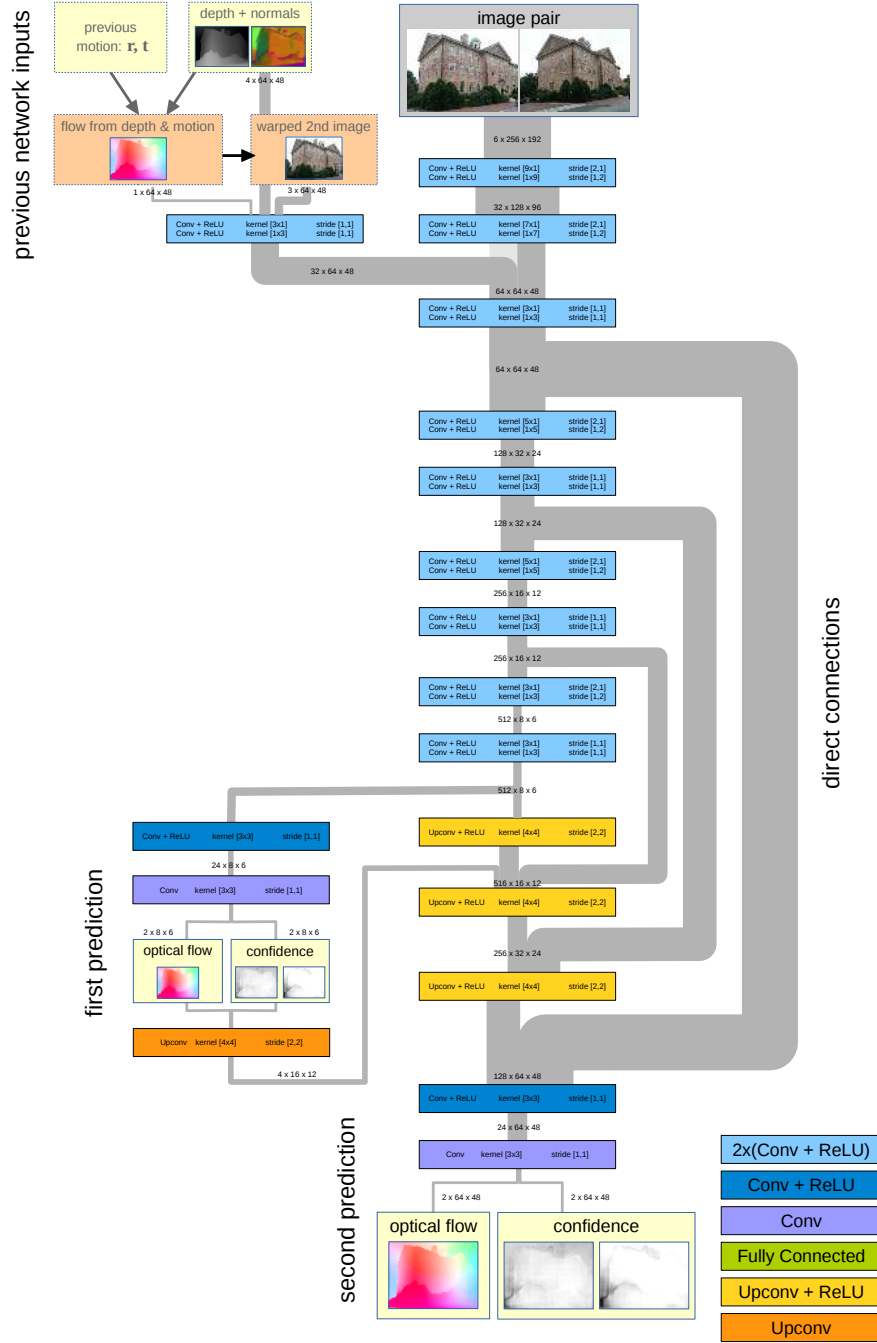 previous network inputs
previous
motion: r, t
depth + normals
4 x 64 x 48
flow from depth & motion
warped 2nd image
1 x 64 x 48
3 x 64 x 48
Conv + ReLU kernel [3x1] stride [1,1]
Conv + ReLU kernel [1x3] stride [1,1]
32 x 64 x 48
image pair
6 x 256 x 192
Conv + ReLU kernel [9x1] stride [2,1]
Conv + ReLU kernel [1x9] stride [1,2]
32 x 128 x 96
Conv + ReLU kernel [7x1] stride [2,1]
Conv + ReLU kernel [1x7] stride [1,2]
64 x 64 x 48
Conv + ReLU kernel [3x1] stride [1,1]
Conv + ReLU kernel [1x3] stride [1,1]
64 x 64 x 48
Conv + ReLU kernel [5x1] stride [2,1]
Conv + ReLU kernel [1x5] stride [1,2]
128 x 32 x 24
Conv + ReLU kernel [3x1] stride [1,1]
Conv + ReLU kernel [1x3] stride [1,1]
128 x 32 x 24
Conv + ReLU kernel [5x1] stride [2,1]
Conv + ReLU kernel [1x5] stride [1,2]
256 x 16 x 12
Conv + ReLU kernel [3x1] stride [1,1]
Conv + ReLU kernel [1x3] stride [1,1]
256 x 16 x 12
Conv + ReLU kernel [3x1] stride [2,1]
Conv + ReLU kernel [1x3] stride [1,2]
512 x 8 x 6
Conv + ReLU kernel [3x1] stride [1,1]
Conv + ReLU kernel [1x3] stride [1,1]
512 x 8 x 6
direct connections
first prediction
Conv + ReLU kernel [3x3] stride [1,1]
24 x 8 x 6
Conv kernel [3x3] stride [1,1]
2 x 8 x 6
2 x 8 x 6
optical flow
confidence
Upconv kernel [4x4] stride [2,2]
4 x 16 x 12
Upconv + ReLU kernel [4x4] stride [2,2]
516 x 16 x 12
Upconv + ReLU kernel [4x4] stride [2,2]
256 x 32 x 24
Upconv + ReLU kernel [4x4] stride [2,2]
128 x 64 x 48
second prediction
Conv + ReLU kernel [3x3] stride [1,1]
24 x 64 x 48
Conv kernel [3x3] stride [1,1]
2 x 64 x 48
2 x 64 x 48
optical flow
confidence
2x(Conv + ReLU)
Conv + ReLU
Conv
Fully Connected
Upconv + ReLU
Upconv